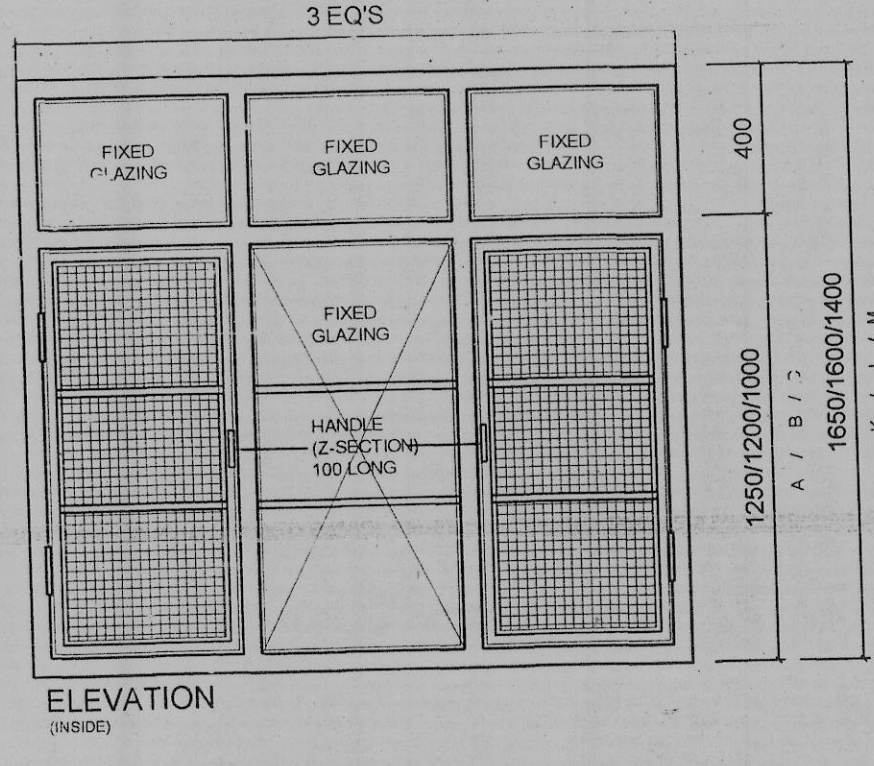 3 EQ'S
FIXED
GLAZING
FIXED
GLAZING
FIXED
GLAZING
400
FIXED
GLAZING
HANDLE
(Z-SECTION)
100 LONG
1250/1200/1000
A / B /
1650/1600/1400
ELEVATION
(INSIDE)